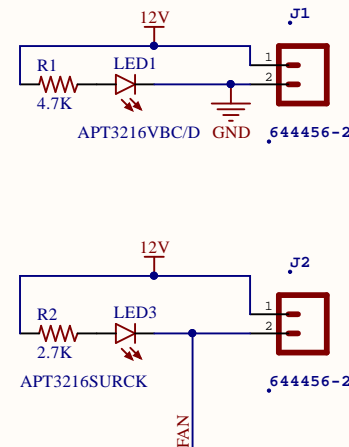 J1
12V
1
R1
LED1
2
4.7K
APT3216VBC/D
GND
644456-2
J2
12V
1
R2
LED3
2
2.7K
APT3216SURCK
644456-2
FAN